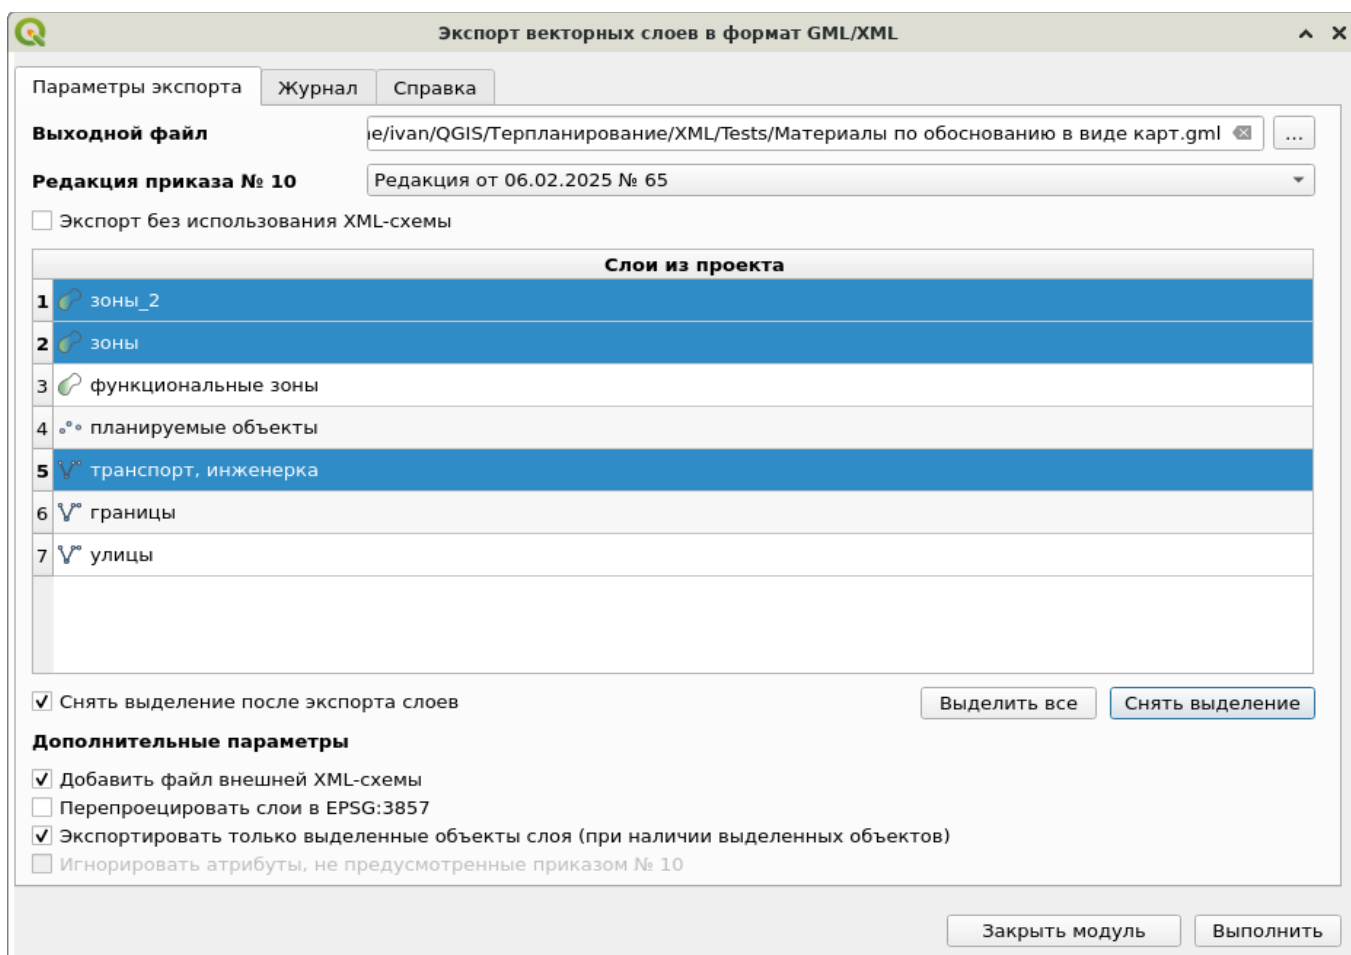 Экспорт векторных слоев в формат GML/XML
Параметры экспорта Журнал Справка
Выходной файл e/ivan/QGIS/Терпланирование/XML/Tests/Материалы по обоснованию в виде карт.gml ...
Редакция приказа № 10 Редакция от 06.02.2025 № 65
Экспорт без использования XML-схемы
Слои из проекта
1 зоны_2
2 зоны
3 функциональные зоны
4 планируемые объекты
5 транспорт, инженерка
6 границы
7 улицы
Снять выделение после экспорта слоев Выделить все Снять выделение
Дополнительные параметры
Добавить файл внешней XML-схемы
Перепроецировать слои в EPSG:3857
Экспортировать только выделенные объекты слоя (при наличии выделенных объектов)
Игнорировать атрибуты, не предусмотренные приказом № 10
Закрыть модуль Выполнить